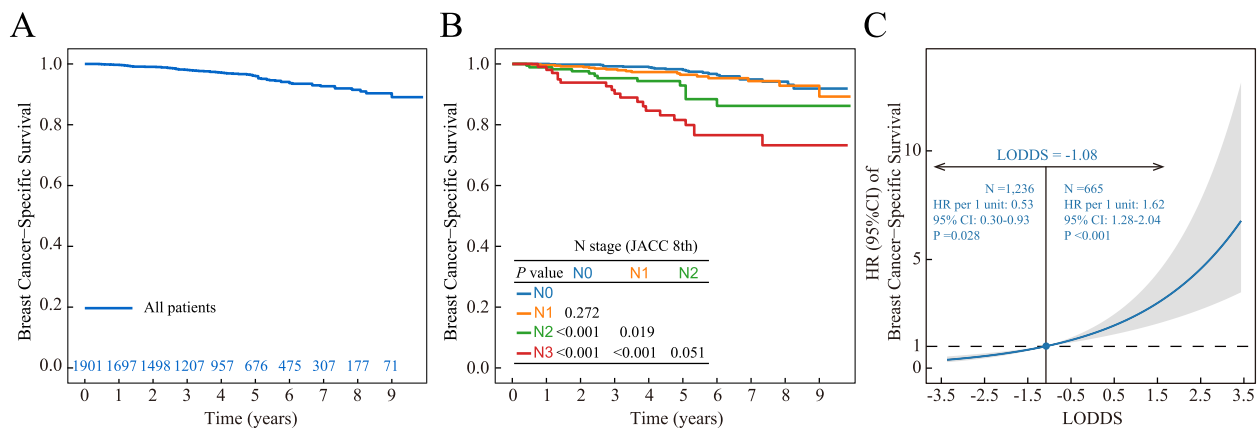 A
Breast Cancer−Specific Survival
1.0
0.8
0.6
0.4
0.2
0.0
All patients
1901 1697 1498 1207 957 676 475 307 177 71
0 1 2 3 4 5 6 7 8 9
Time (years)
B
Breast Cancer−Specific Survival
1.0
0.8
0.6
0.4
0.2
0.0
N stage (JACC 8th)
P value N0 N1 N2
N0
N1 0.272
N2 <0.001 0.019
N3 <0.001 <0.001 0.051
0 1 2 3 4 5 6 7 8 9
Time (years)
C
HR (95%CI) of
Breast Cancer−Specific Survival
10
5
1
0
LODDS = -1.08
N =1,236
HR per 1 unit: 0.53
95% CI: 0.30-0.93
P =0.028
N =665
HR per 1 unit: 1.62
95% CI: 1.28-2.04
P <0.001
-3.5 -2.5 -1.5 -0.5 0.5 1.5 2.5 3.5
LODDS